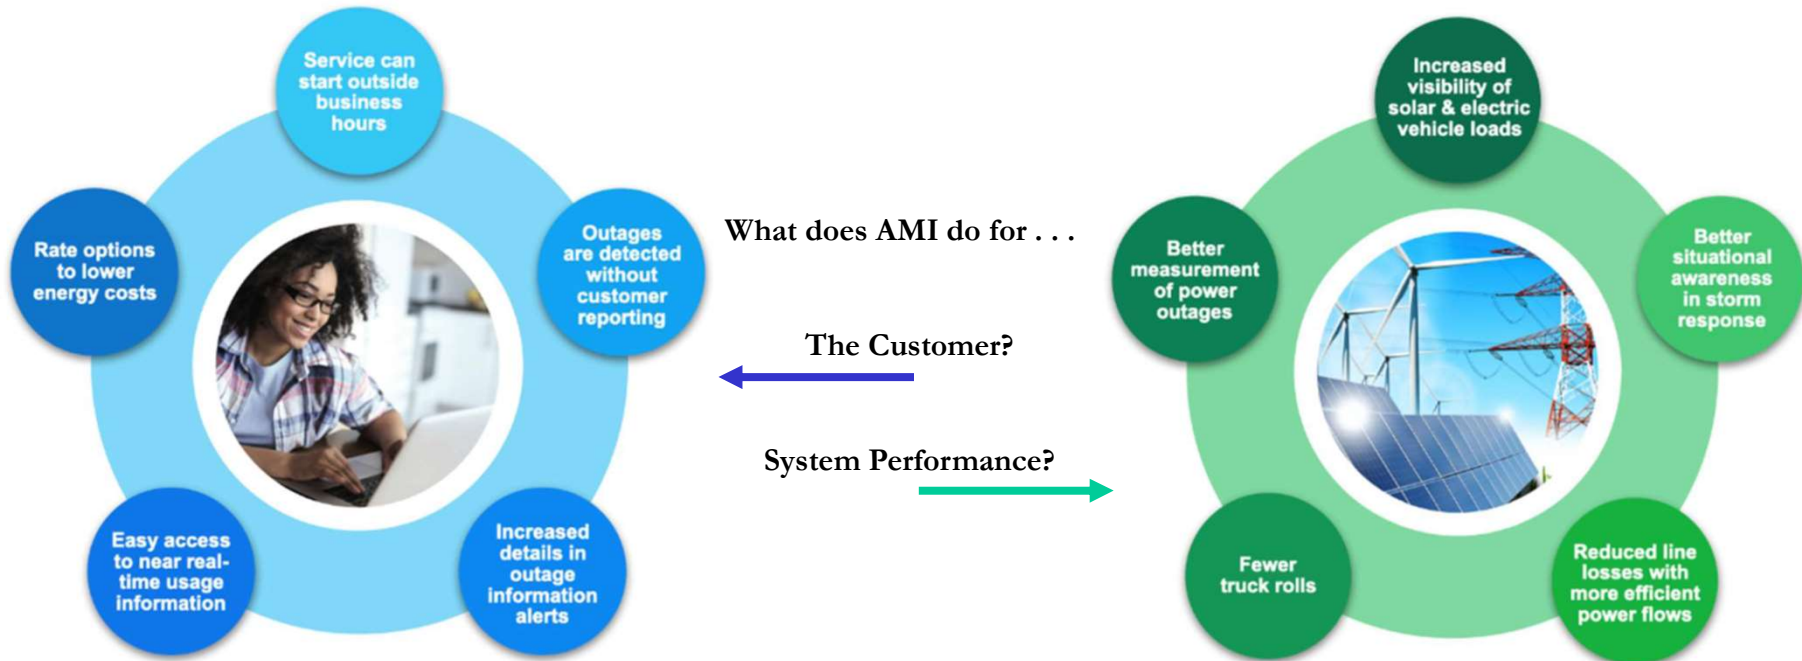 Service can
start outside
business
hours
Rate options
to lower
energy costs
Outages
are detected
without
customer
reporting
Easy access
to near real-
time usage
information
Increased
details in
outage
information
alerts
What does AMI do for . . .
The Customer?
System Performance?
Increased
visibility of
solar & electric
vehicle loads
Better
measurement
of power
outages
Better
situational
awareness
in storm
response
Fewer
truck rolls
Reduced line
losses with
more efficient
power flows